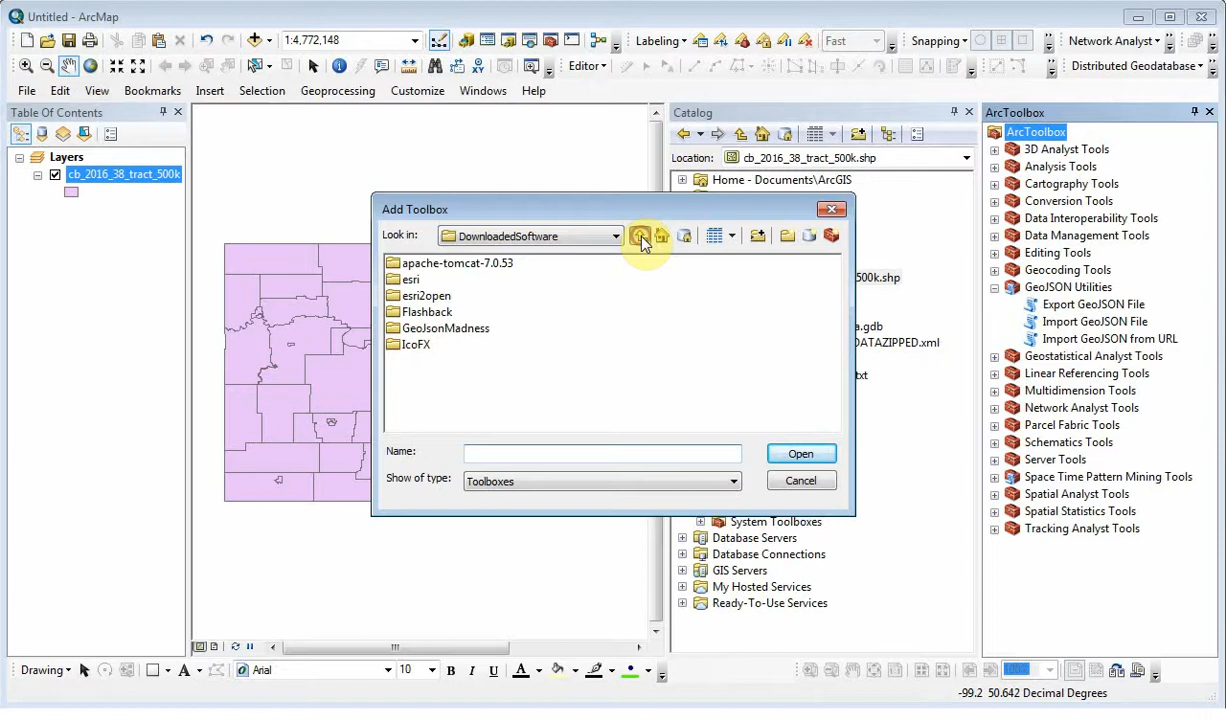 Untitled - ArcMap
1:4,772,148
Labeling
Fast
Snapping
Network Analyst
Editor
Distributed Geodatabase
File Edit View Bookmarks Insert Selection Geoprocessing Customize Windows Help
Table Of Contents
Layers
cb_2016_38_tract_500k
Catalog
Location: cb_2016_38_tract_500k.shp
Home - Documents\ArcGIS
500k.shp
a.gdb
DATAZIPPED.xml
txt
System Toolboxes
Database Servers
Database Connections
GIS Servers
My Hosted Services
Ready-To-Use Services
Add Toolbox
Look in: DownloadedSoftware
apache-tomcat-7.0.53
esri
esri2open
Flashback
GeoJsonMadness
IcoFX
Name:
Open
Show of type: Toolboxes
Cancel
ArcToolbox
ArcToolbox
3D Analyst Tools
Analysis Tools
Cartography Tools
Conversion Tools
Data Interoperability Tools
Data Management Tools
Editing Tools
Geocoding Tools
GeoJSON Utilities
Export GeoJSON File
Import GeoJSON File
Import GeoJSON from URL
Geostatistical Analyst Tools
Linear Referencing Tools
Multidimension Tools
Network Analyst Tools
Parcel Fabric Tools
Schematics Tools
Server Tools
Space Time Pattern Mining Tools
Spatial Analyst Tools
Spatial Statistics Tools
Tracking Analyst Tools
Drawing
A
Arial
10
B I U A
100%
-99.2 50.642 Decimal Degrees